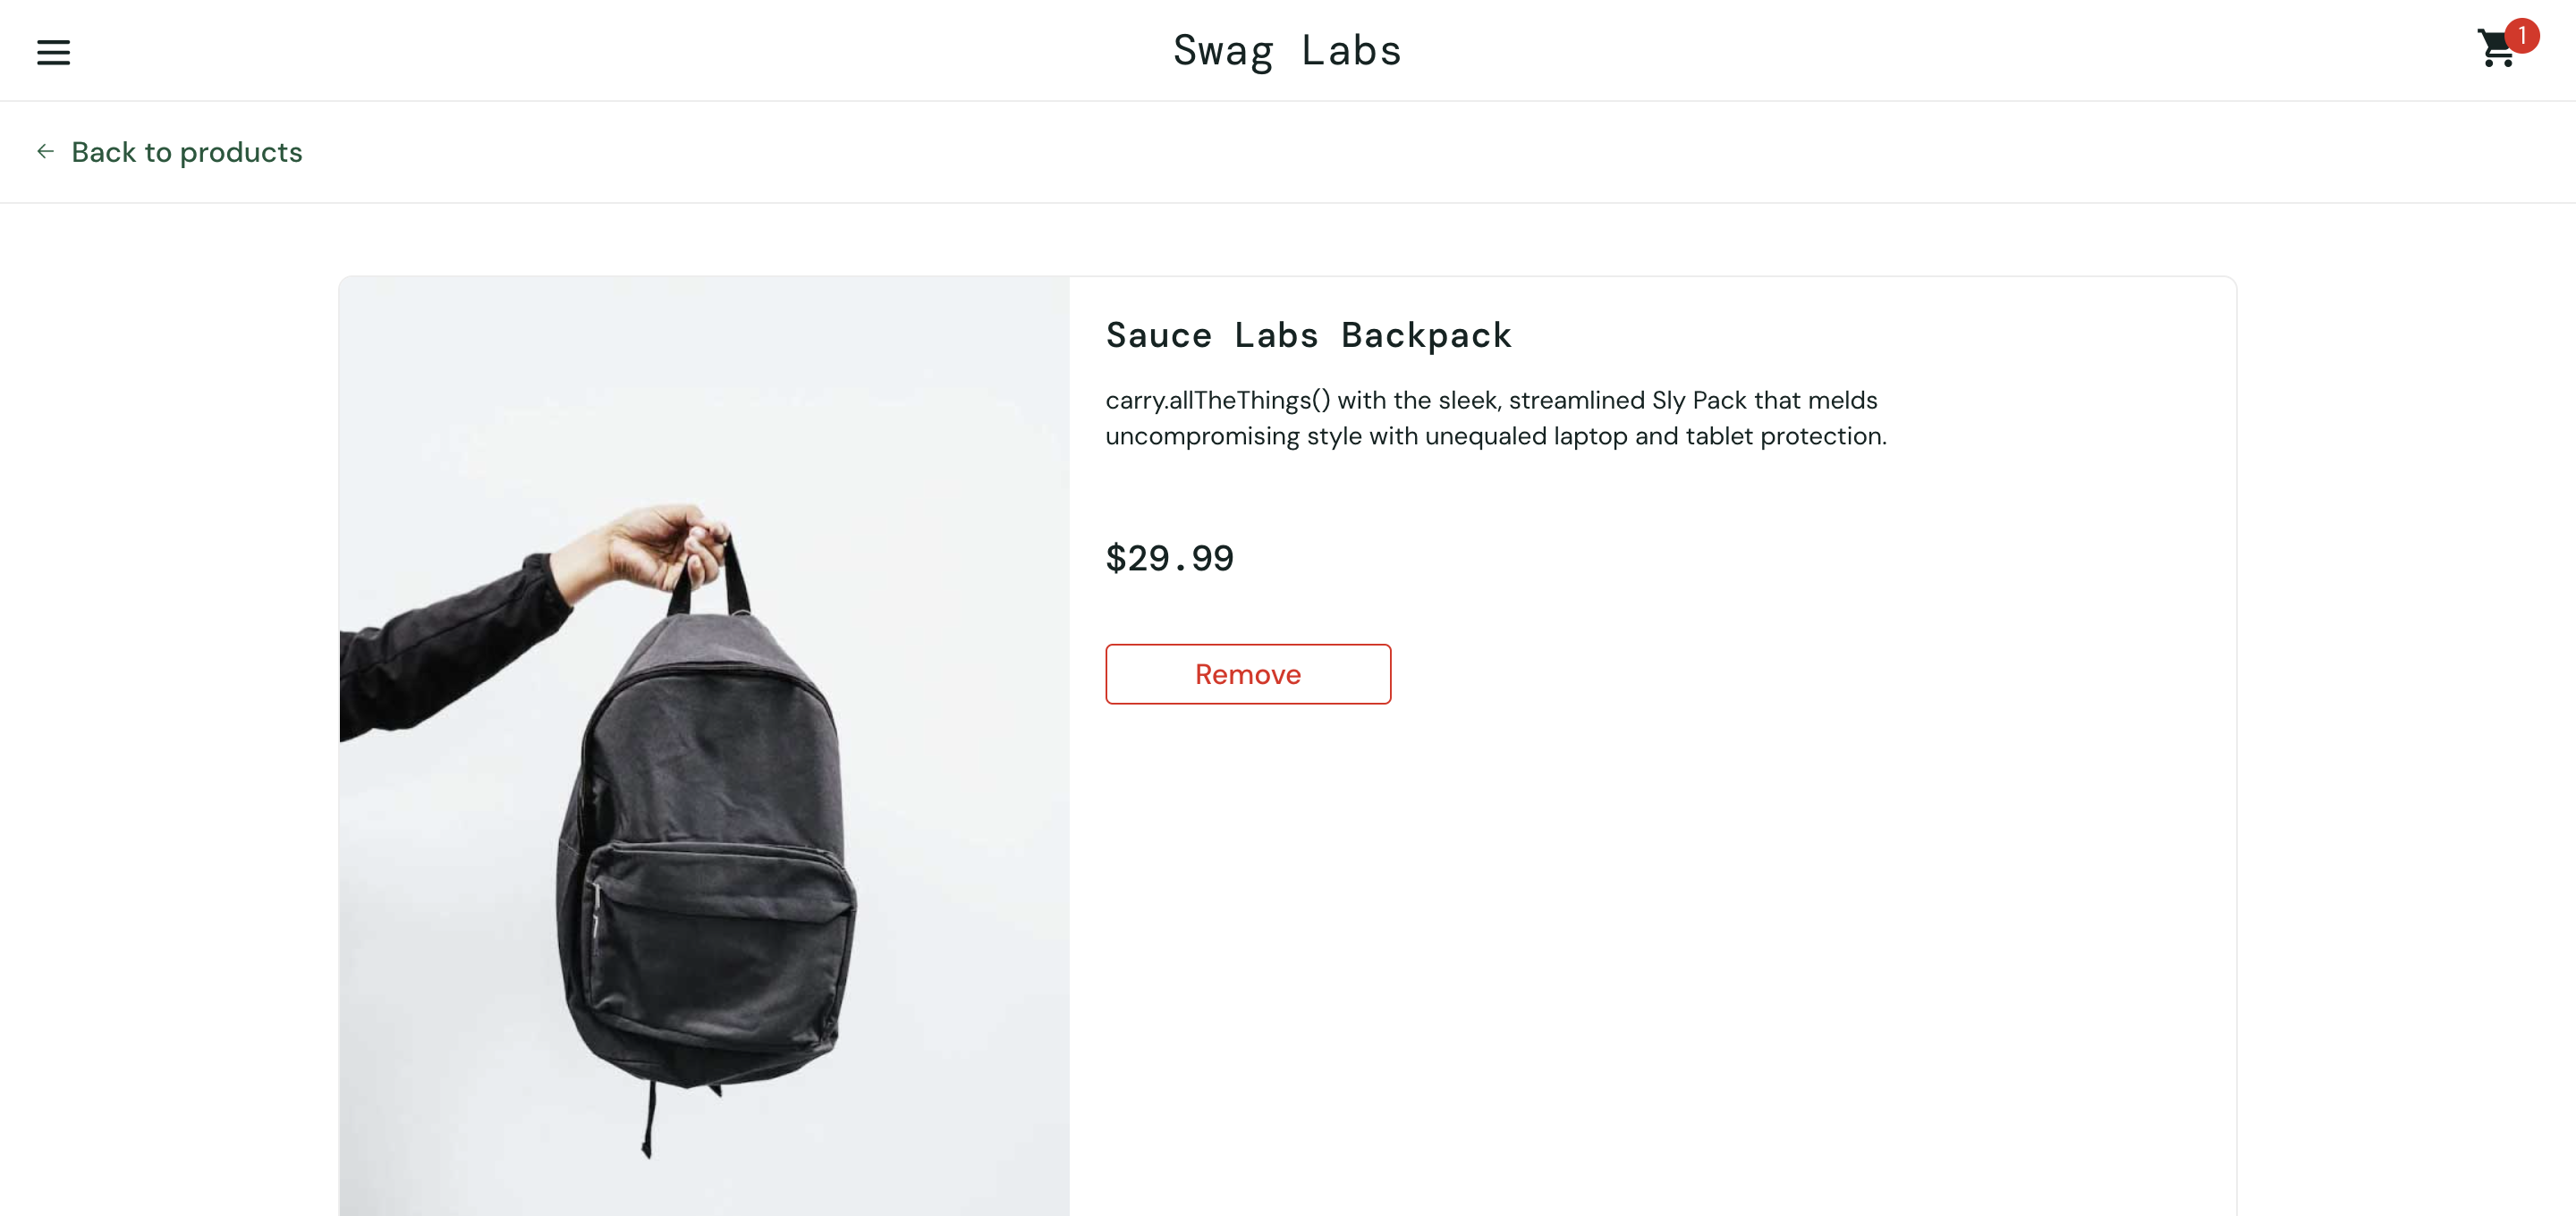 Swag Labs
1
Back to products
Sauce Labs Backpack
carry.allTheThings() with the sleek, streamlined Sly Pack that melds
uncompromising style with unequaled laptop and tablet protection.
$29.99
Remove